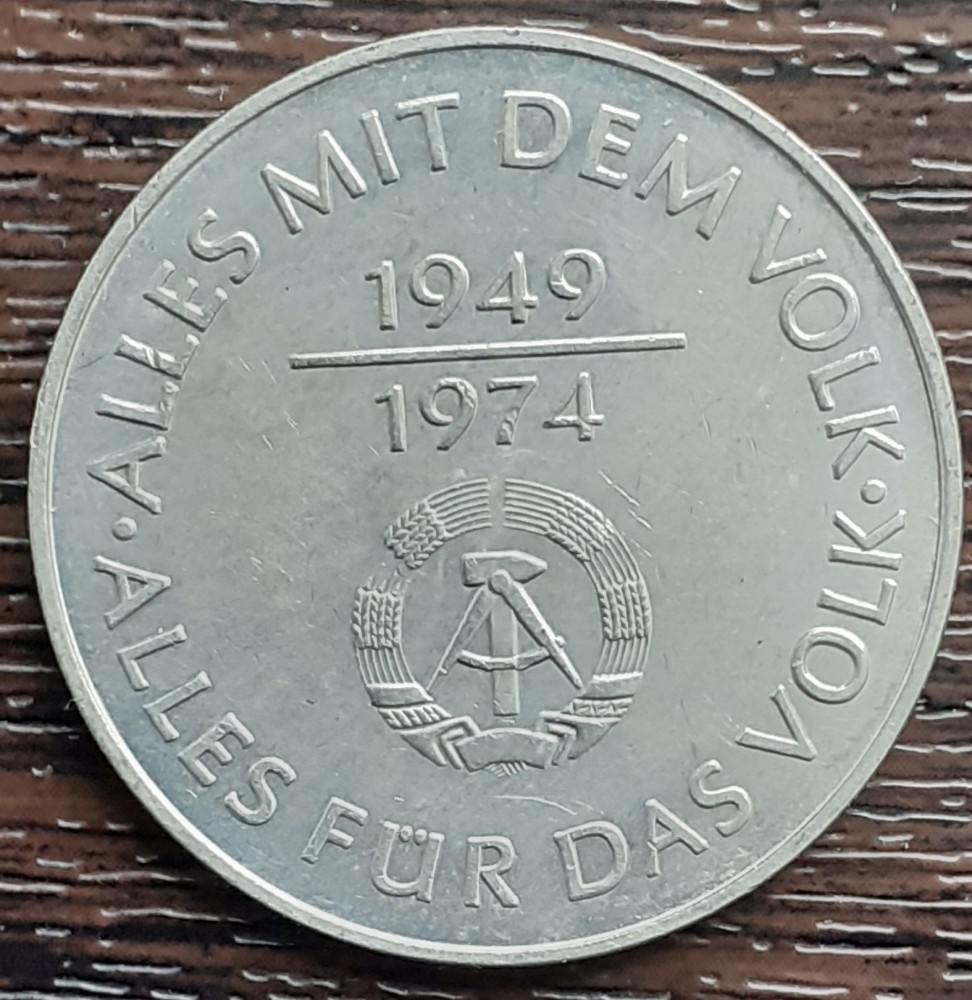 · ALLES MIT DEM VOLK ·
1949
1974
ALLES FÜR DAS VOLK